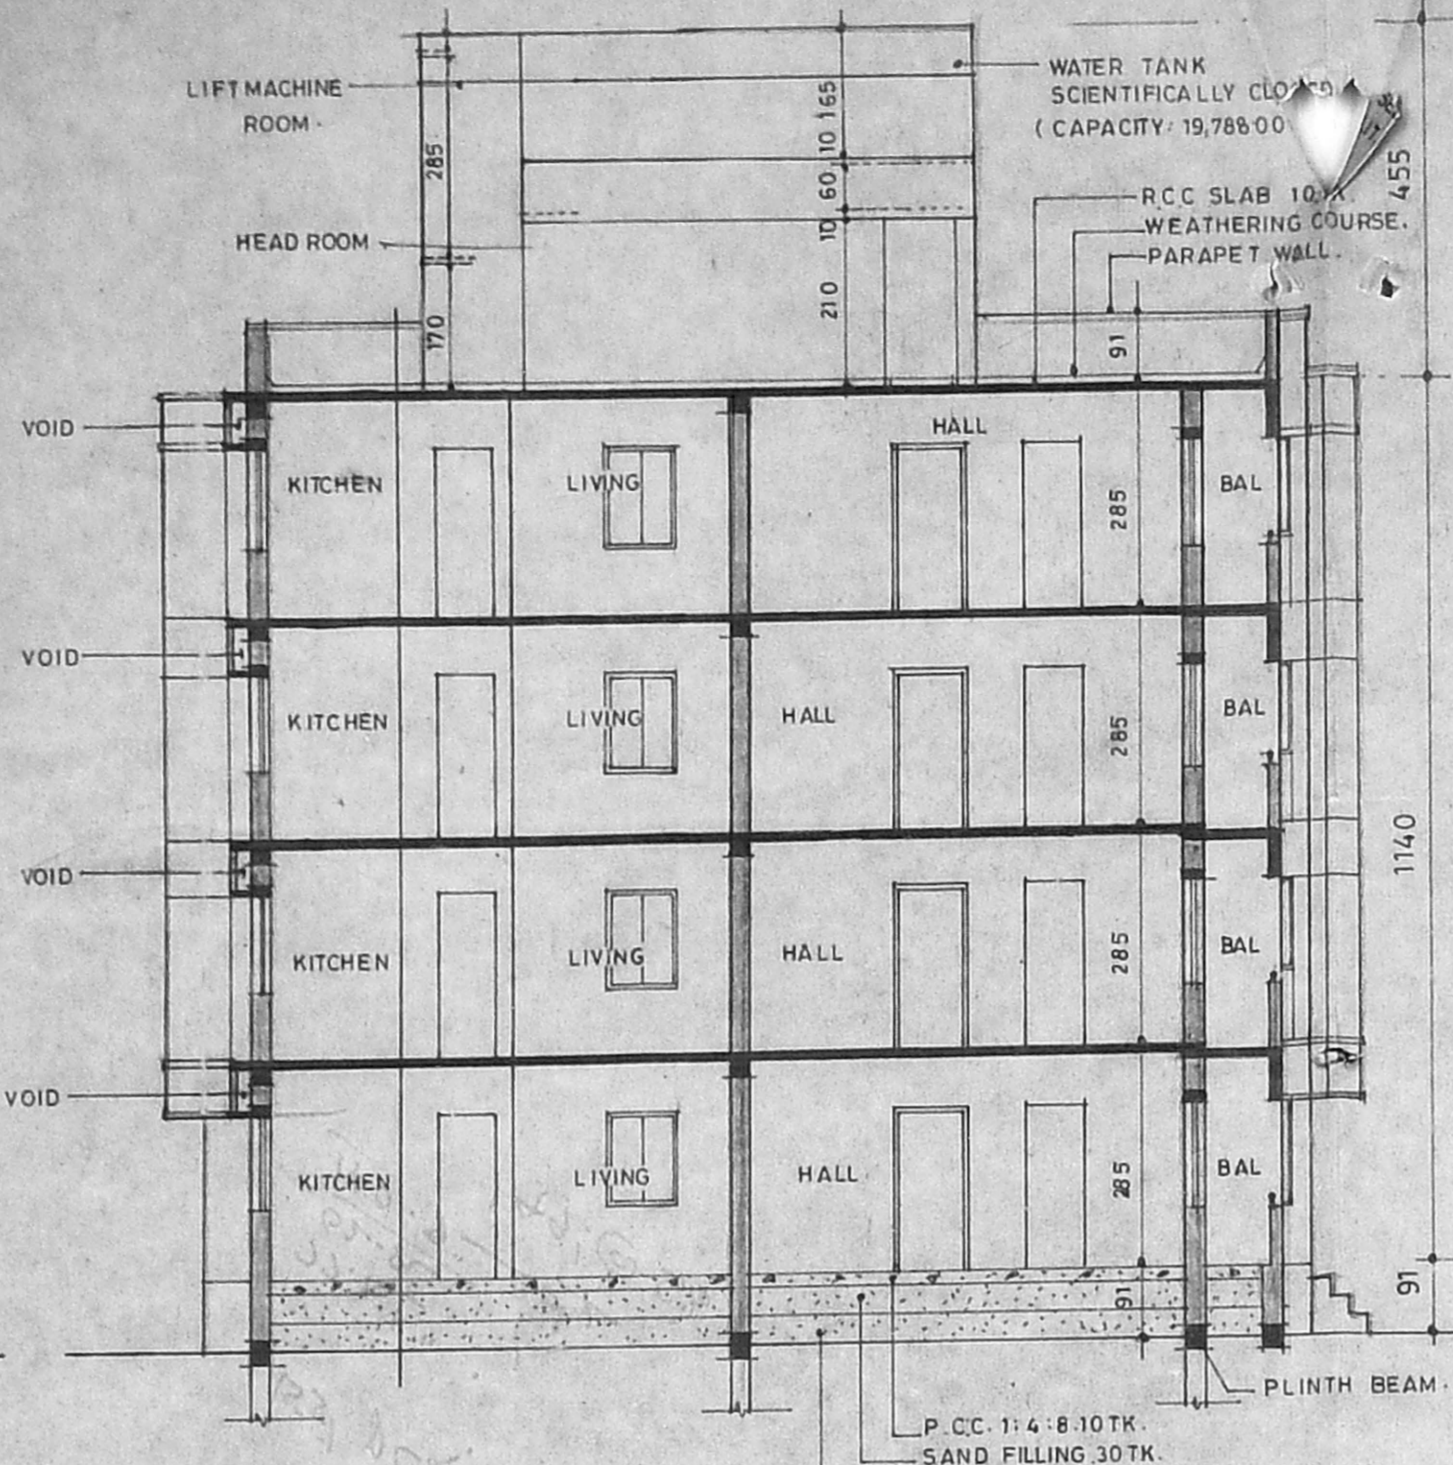 LIFT MACHINE
ROOM.
WATER TANK
SCIENTIFICALLY
(CAPACITY: 19,788.00
165
10
285
60
10
455
R.C.C SLAB
WEATHERING COURSE.
PARAPET WALL.
HEAD ROOM
210
170
91
VOID
HALL
KITCHEN
LIVING
285
BAL
VOID
KITCHEN
LIVING
HALL
285
BAL
1140
VOID
KITCHEN
LIVING
HALL
285
BAL
VOID
KITCHEN
LIVING
HALL
285
BAL
91
91
PLINTH BEAM.
P.C.C. 1:4:8.10 TK.
SAND FILLING 30 TK.